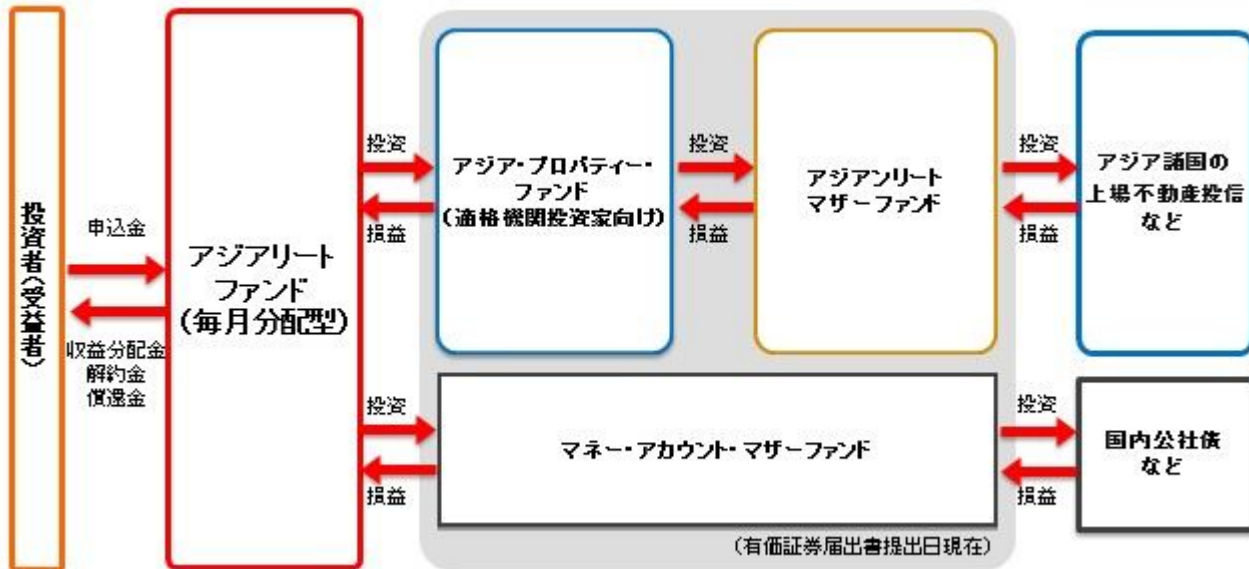 投資者(受益者)
申込金
収益分配金
解約金
償還金
アジアリート
ファンド
(毎月分配型)
投資
損益
アジア・プロパティー・
ファンド
(適格機関投資家向け)
投資
損益
アジアンリート
マザーファンド
投資
損益
アジア諸国の
上場不動産投信
など
投資
損益
マネー・アカウント・マザーファンド
投資
損益
国内公社債
など
(有価証券届出書提出日現在)